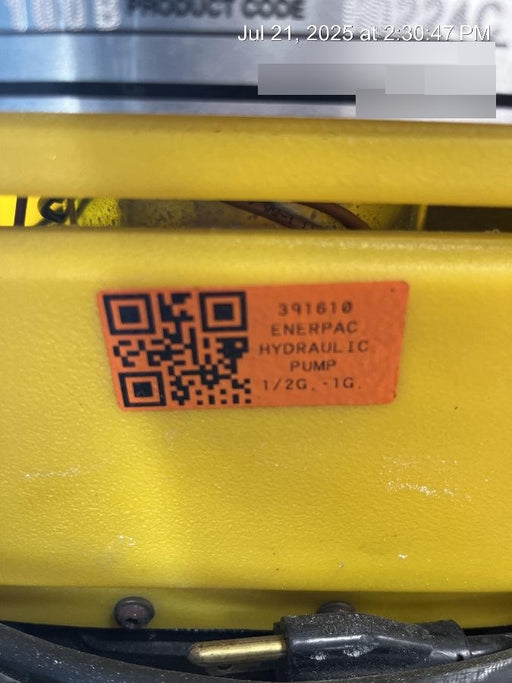 PRODUCT CODE
Jul 21, 2025 at 2:30:47 PM
391610
ENERPAC
HYDRAULIC
PUMP
1/2G. -1G.